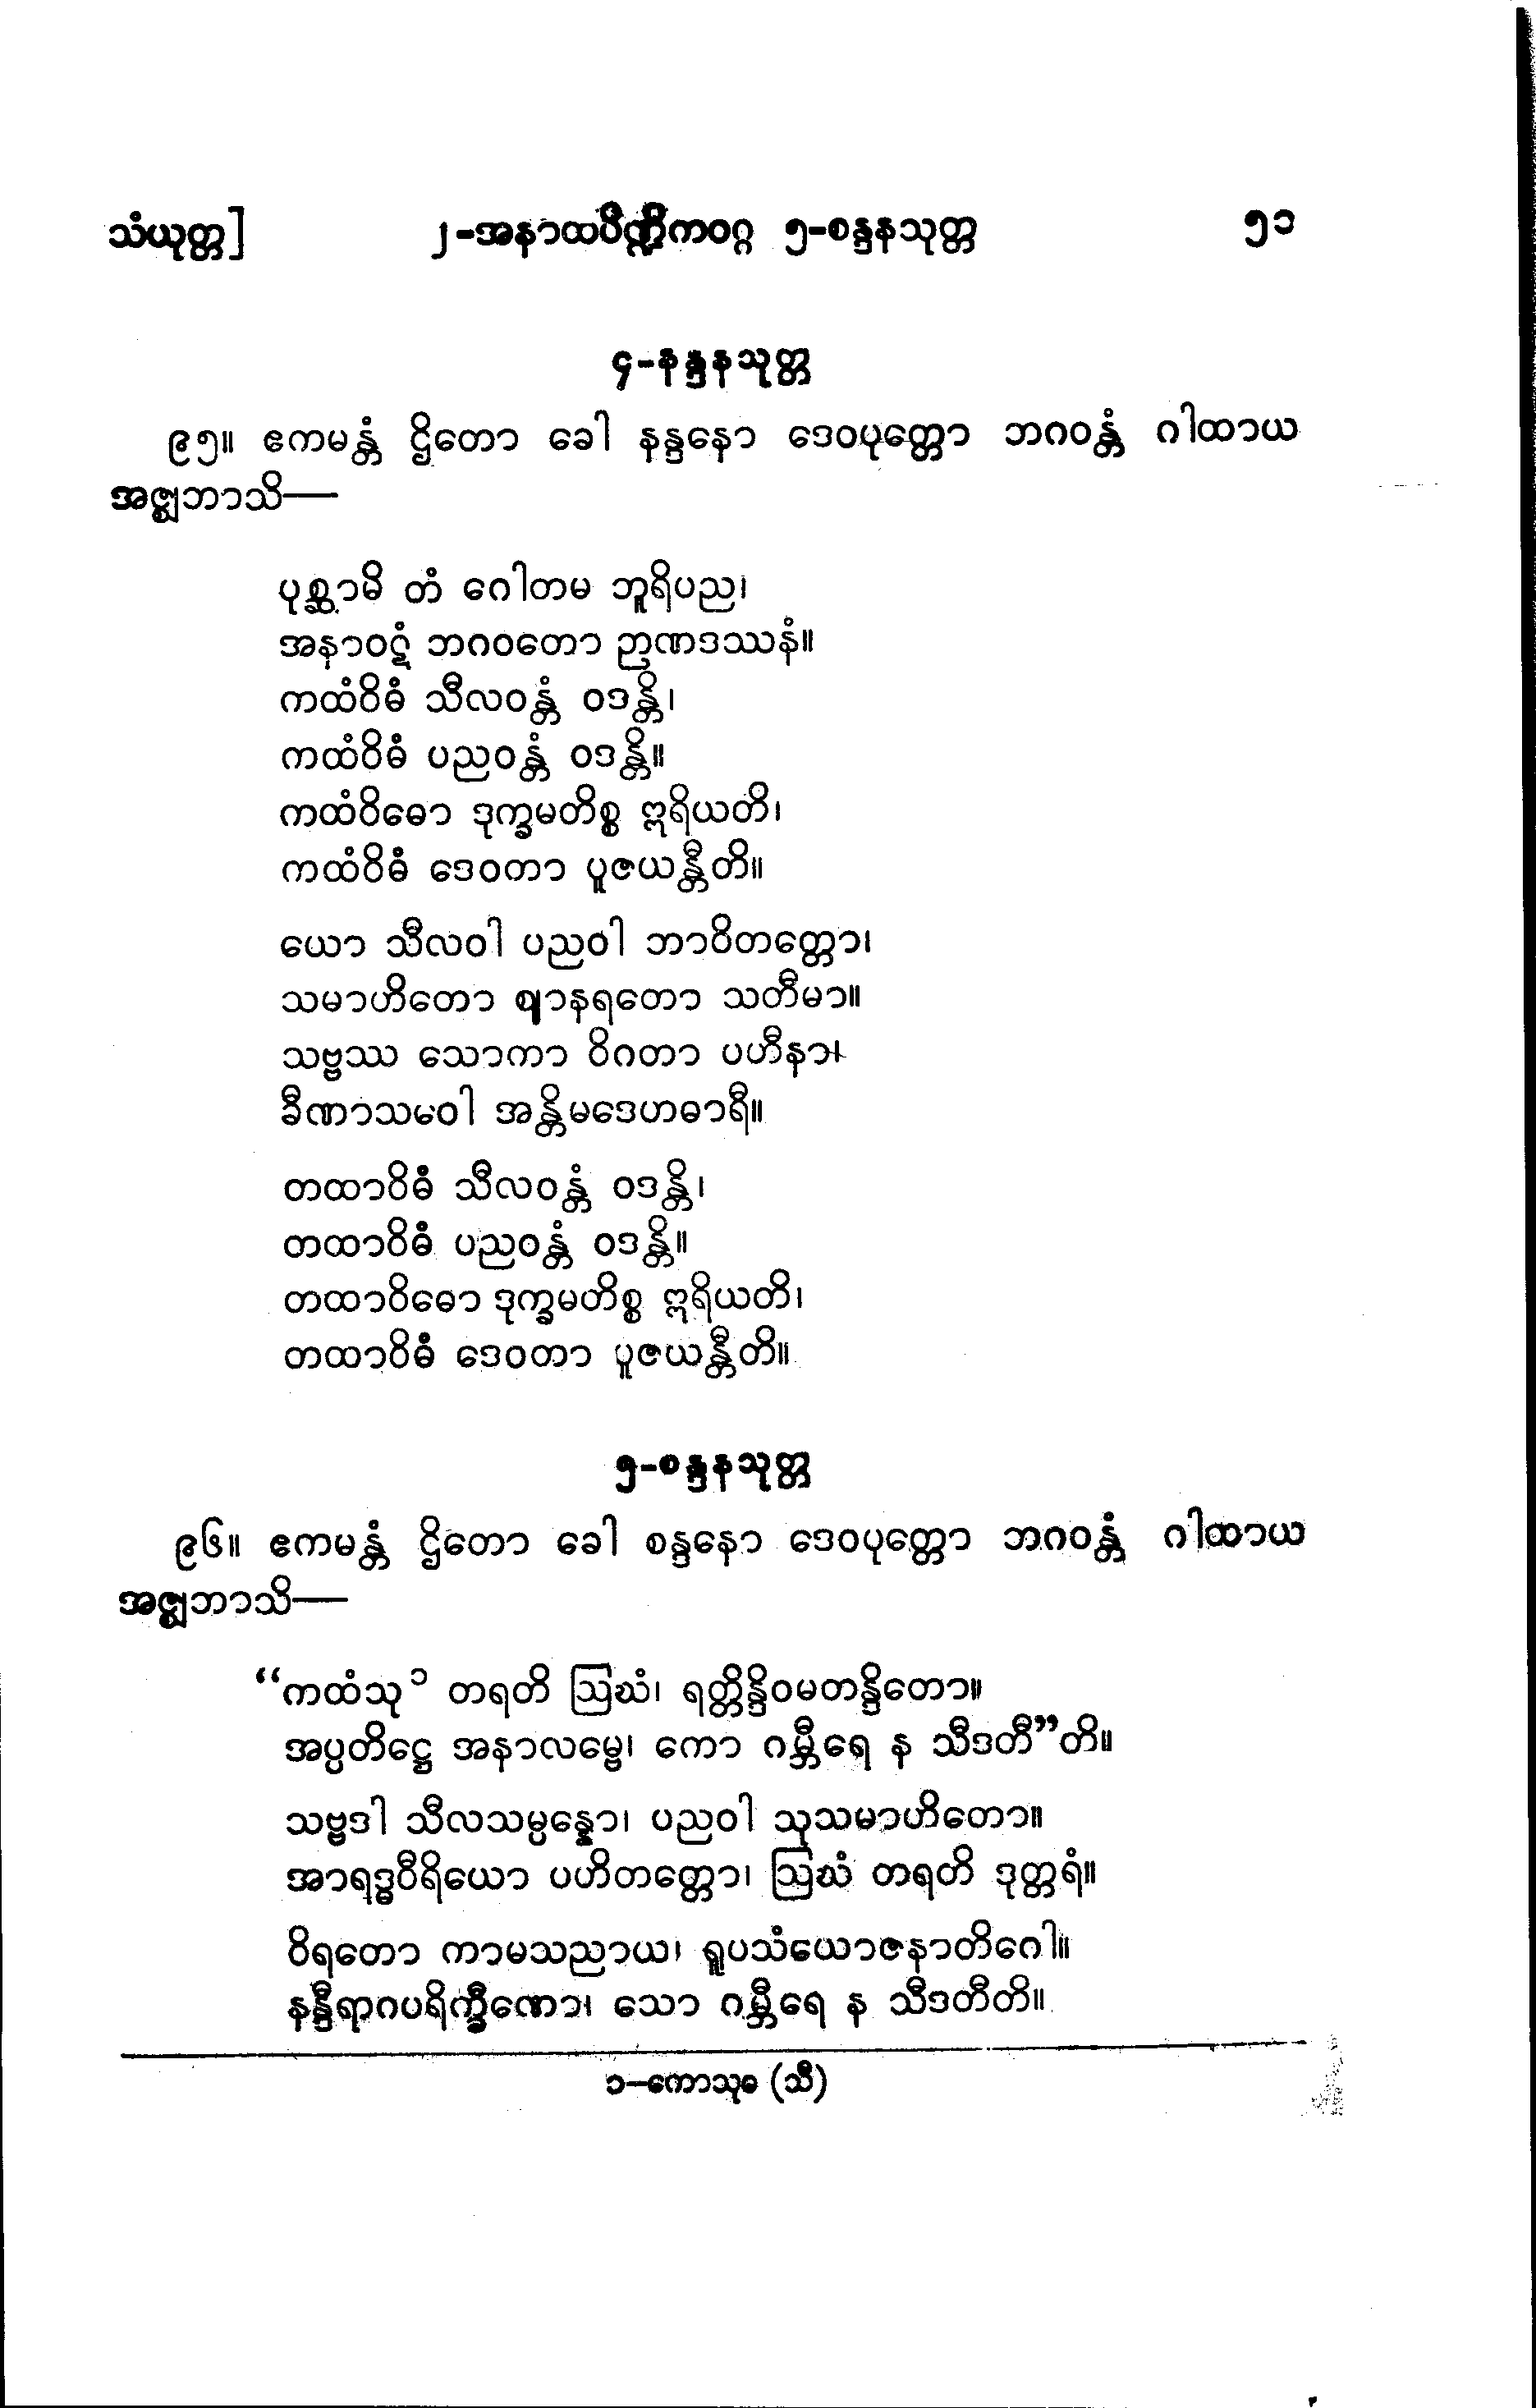 သံယုတ္တ] ၂-အနာထပိဏ္ဍိကဝဂ္ဂ ၅-စန္ဒနသုတ္တ ၅၁
၄-နန္ဒနသုတ္တ
၉၅။ ဧကမန္တံ ဌိတော ခေါ နန္ဒနော ဒေဝပုတ္တော ဘဂဝန္တံ ဂါထာယ
အဇ္ဈဘာသိ—
ပုစ္ဆာမိ တံ ဂေါတမ ဘူရိပည၊
အနာဝဋံ ဘဂဝတော ဉာဏဒဿနံ။
ကထံဝိဓံ သီလဝန္တံ ဝဒန္တိ၊
ကထံဝိဓံ ပညဝန္တံ ဝဒန္တိ။
ကထံဝိဓော ဒုက္ခမတိစ္စ ဣရိယတိ၊
ကထံဝိဓံ ဒေဝတာ ပူဇယန္တီတိ။
ယော သီလဝါ ပညဝါ ဘာဝိတတ္တော၊
သမာဟိတော ဈာနရတော သတီမာ။
သဗ္ဗဿ သောကာ ဝိဂတာ ပဟီနာ၊
ခီဏာသဝေါ အန္တိမဒေဟဓာရီ။
တထာဝိဓံ သီလဝန္တံ ဝဒန္တိ၊
တထာဝိဓံ ပညဝန္တံ ဝဒန္တိ။
တထာဝိဓော ဒုက္ခမတိစ္စ ဣရိယတိ၊
တထာဝိဓံ ဒေဝတာ ပူဇယန္တီတိ။
၅-စန္ဒနသုတ္တ
၉၆။ ဧကမန္တံ ဌိတော ခေါ စန္ဒနော ဒေဝပုတ္တော ဘဂဝန္တံ ဂါထာယ
အဇ္ဈဘာသိ—
“ကထံသု ၁ တရတိ ဩဃံ၊ ရတ္တိန္ဒိဝမတန္ဒိတော။
အပ္ပတိဋ္ဌေ အနာလမ္ဗေ၊ ကော ဂမ္ဘီရေ န သီဒတီ”တိ။
သဗ္ဗဒါ သီလသမ္ပန္နော၊ ပညဝါ သုသမာဟိတော။
အာရဒ္ဓဝီရိယော ပဟိတတ္တော၊ ဩဃံ တရတိ ဒုတ္တရံ။
ဝိရတော ကာမသညာယ၊ ရူပသံယောဇနာတိဂေါ။
နန္ဒီရာဂပရိက္ခီဏော၊ သော ဂမ္ဘီရေ န သီဒတီတိ။
၁—ကောသုဓ (သီ)